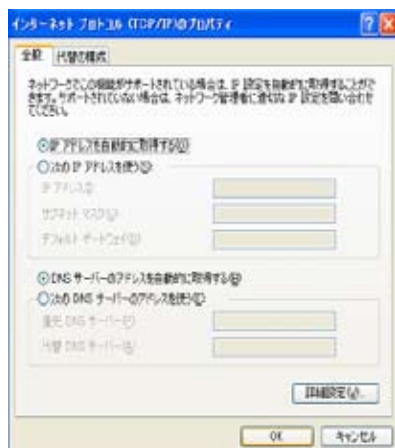 インターネット プロトコル (TCP/IP)のプロパティ
全般 代替の構成
ネットワークでこの機能がサポートされている場合は、IP 設定を自動的に取得することがで
きます。サポートされていない場合は、ネットワーク管理者に適切な IP 設定を問い合わせ
てください。
IP アドレスを自動的に取得する(O)
次の IP アドレスを使う(S)
IP アドレス(I)
サブネット マスク(U)
デフォルト ゲートウェイ(D)
DNS サーバーのアドレスを自動的に取得する(B)
次の DNS サーバーのアドレスを使う(E)
優先 DNS サーバー(P)
代替 DNS サーバー(A)
詳細設定(V)...
OK キャンセル